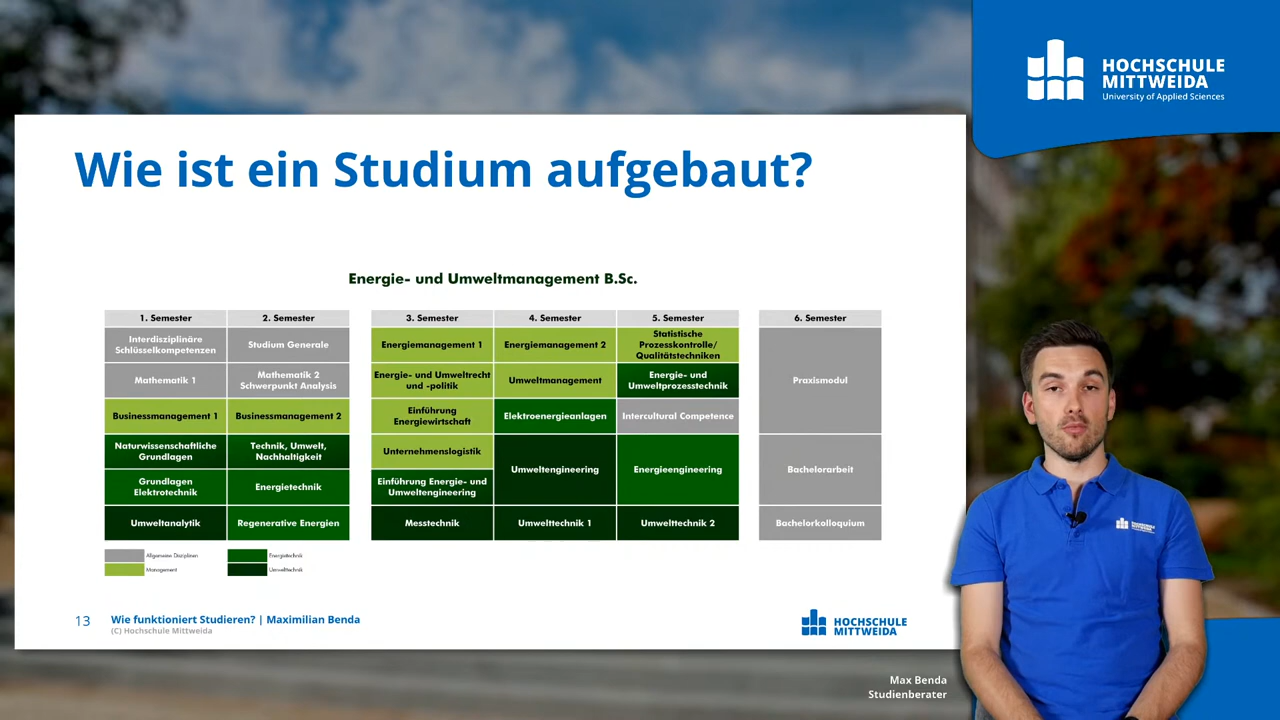 HOCHSCHULE
MITTWEIDA
University of Applied Sciences
Wie ist ein Studium aufgebaut?
Energie- und Umweltmanagement B.Sc.
1. Semester
2. Semester
3. Semester
4. Semester
5. Semester
6. Semester
Interdisziplinäre
Schlüsselkompetenzen
Studium Generale
Energiemanagement 1
Energiemanagement 2
Statistische
Prozesskontrolle/
Qualitätstechniken
Praxismodul
Mathematik 1
Mathematik 2
Schwerpunkt Analysis
Energie- und Umweltrecht
und -politik
Umweltmanagement
Energie- und
Umweltprozesstechnik
Businessmanagement 1
Businessmanagement 2
Einführung
Energiewirtschaft
Elektroenergieanlagen
Intercultural Competence
Naturwissenschaftliche
Grundlagen
Technik, Umwelt,
Nachhaltigkeit
Unternehmenslogistik
Umweltengineering
Energieengineering
Bachelorarbeit
Grundlagen
Elektrotechnik
Energietechnik
Einführung Energie- und
Umweltengineering
Umweltanalytik
Regenerative Energien
Messtechnik
Umwelttechnik 1
Umwelttechnik 2
Bachelorkolloquium
Allgemeine Disziplinen
Energietechnik
Management
Umwelttechnik
13
Wie funktioniert Studieren? | Maximilian Benda
(C) Hochschule Mittweida
HOCHSCHULE
MITTWEIDA
Max Benda
Studienberater